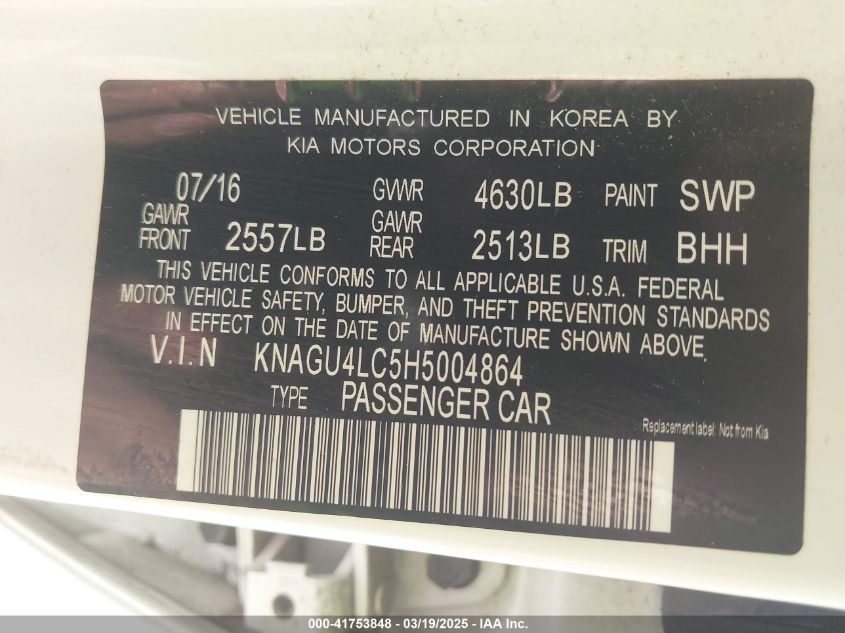 VEHICLE MANUFACTURED IN KOREA BY
KIA MOTORS CORPORATION
07/16 GVWR 4630LB PAINT SWP
GAWR FRONT 2557LB GAWR REAR 2513LB TRIM BHH
THIS VEHICLE CONFORMS TO ALL APPLICABLE U.S.A. FEDERAL
MOTOR VEHICLE SAFETY, BUMPER, AND THEFT PREVENTION STANDARDS
IN EFFECT ON THE DATE OF MANUFACTURE SHOWN ABOVE.
V.I.N KNAGU4LC5H5004864
TYPE PASSENGER CAR
Replacement label: Not from Kia
000-41753848 - 03/19/2025 - IAA Inc.